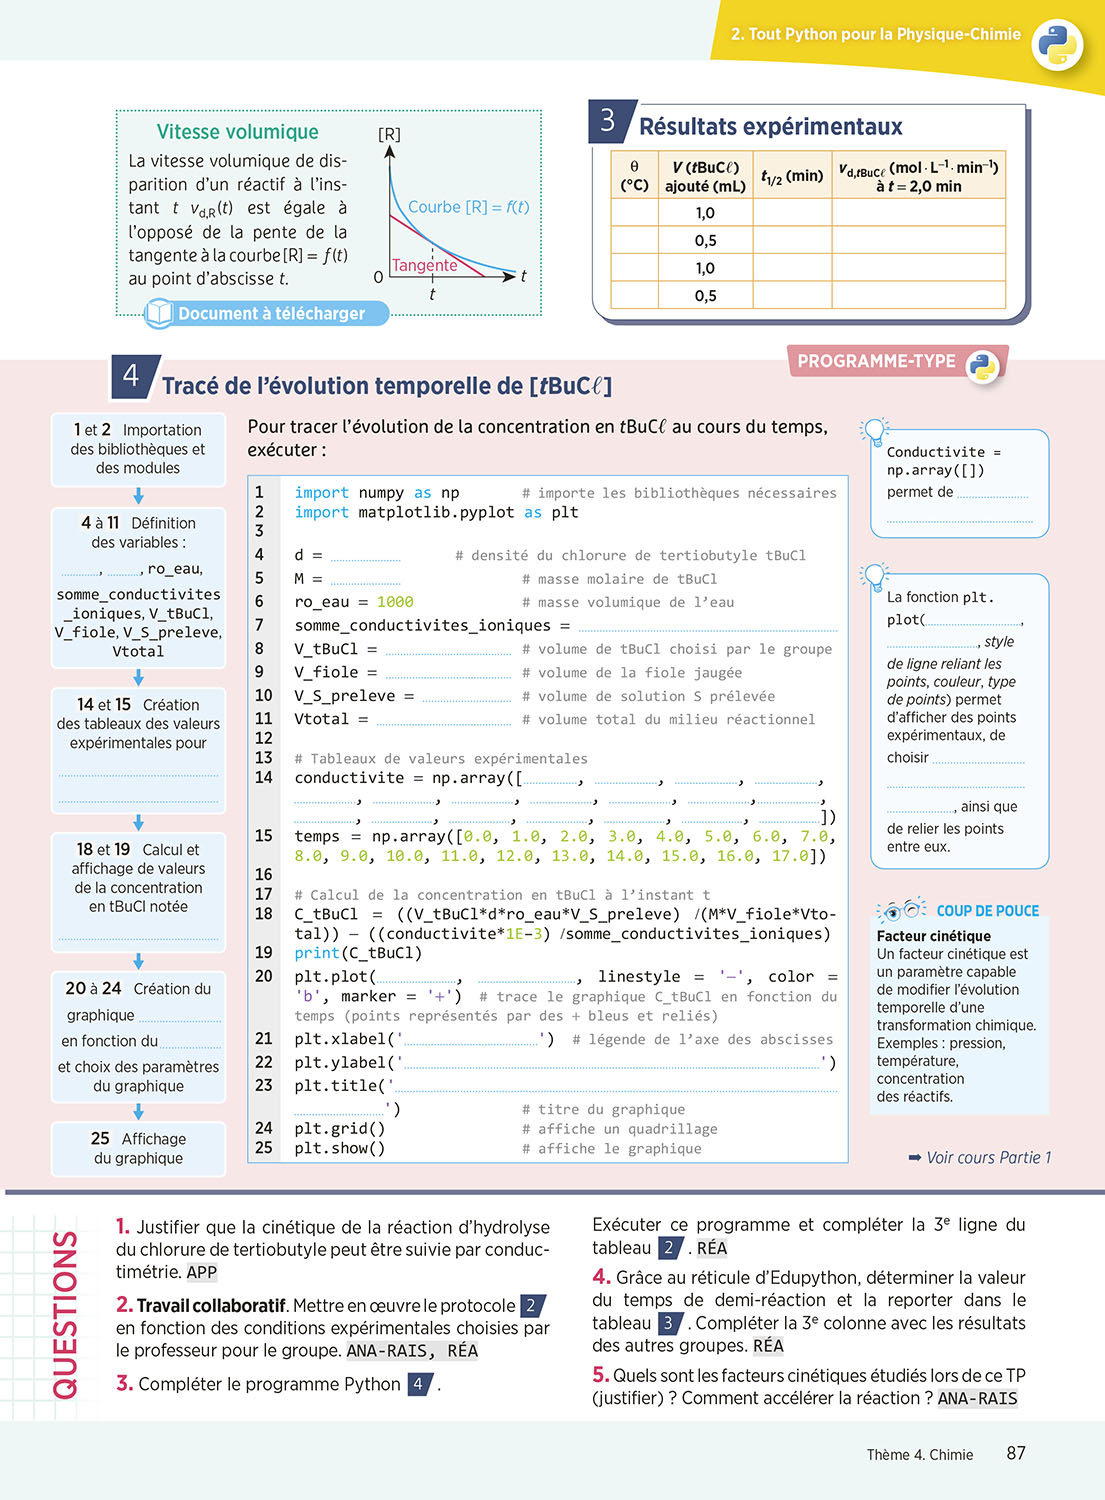 2. Tout Python pour la Physique-Chimie
Vitesse volumique
La vitesse volumique de dis-
parition d'un réactif à l'ins-
tant t v_d,R(t) est égale à
l'opposé de la pente de la
tangente à la courbe [R] = f(t)
au point d'abscisse t.
[R]
Courbe [R] = f(t)
Tangente
0
t
t
Document à télécharger
3 Résultats expérimentaux
θ (°C)
V (tBuCℓ) ajouté (mL)
t1/2 (min)
v_d,tBuCℓ (mol · L⁻¹ · min⁻¹) à t = 2,0 min
1,0
0,5
1,0
0,5
PROGRAMME-TYPE
4 Tracé de l'évolution temporelle de [tBuCℓ]
1 et 2 Importation
des bibliothèques et
des modules
4 à 11 Définition
des variables :
............, ............, ro_eau,
somme_conductivites
_ioniques, V_tBuCl,
V_fiole, V_S_preleve,
Vtotal
14 et 15 Création
des tableaux des valeurs
expérimentales pour
18 et 19 Calcul et
affichage de valeurs
de la concentration
en tBuCl notée
20 à 24 Création du
graphique
en fonction du
et choix des paramètres
du graphique
25 Affichage
du graphique
Pour tracer l'évolution de la concentration en tBuCℓ au cours du temps,
exécuter :
1 import numpy as np # importe les bibliothèques nécessaires
2 import matplotlib.pyplot as plt
3
4 d = ............ # densité du chlorure de tertiobutyle tBuCl
5 M = ............ # masse molaire de tBuCl
6 ro_eau = 1000 # masse volumique de l'eau
7 somme_conductivites_ioniques = ............
8 V_tBuCl = ............ # volume de tBuCl choisi par le groupe
9 V_fiole = ............ # volume de la fiole jaugée
10 V_S_preleve = ............ # volume de solution S prélevée
11 Vtotal = ............ # volume total du milieu réactionnel
12
13 # Tableaux de valeurs expérimentales
14 conductivite = np.array([............, ............, ............, ............,
............, ............, ............, ............, ............, ............, ............,
............, ............, ............, ............, ............, ............, ............])
15 temps = np.array([0.0, 1.0, 2.0, 3.0, 4.0, 5.0, 6.0, 7.0,
8.0, 9.0, 10.0, 11.0, 12.0, 13.0, 14.0, 15.0, 16.0, 17.0])
16
17 # Calcul de la concentration en tBuCl à l'instant t
18 C_tBuCl = ((V_tBuCl*d*ro_eau*V_S_preleve) /(M*V_fiole*Vto-
tal)) – ((conductivite*1E–3) /somme_conductivites_ioniques)
19 print(C_tBuCl)
20 plt.plot(............, ............, linestyle = '–', color =
'b', marker = '+') # trace le graphique C_tBuCl en fonction du
temps (points représentés par des + bleus et reliés)
21 plt.xlabel('............') # légende de l'axe des abscisses
22 plt.ylabel('............')
23 plt.title('............
............') # titre du graphique
24 plt.grid() # affiche un quadrillage
25 plt.show() # affiche le graphique
Conductivite =
np.array([])
permet de
La fonction plt.
plot(............,
............, style
de ligne reliant les
points, couleur, type
de points) permet
d'afficher des points
expérimentaux, de
choisir
............, ainsi que
de relier les points
entre eux.
COUP DE POUCE
Facteur cinétique
Un facteur cinétique est
un paramètre capable
de modifier l'évolution
temporelle d'une
transformation chimique.
Exemples : pression,
température,
concentration
des réactifs.
➡ Voir cours Partie 1
QUESTIONS
1. Justifier que la cinétique de la réaction d'hydrolyse
du chlorure de tertiobutyle peut être suivie par conduc-
timétrie. APP
2. Travail collaboratif. Mettre en œuvre le protocole 2
en fonction des conditions expérimentales choisies par
le professeur pour le groupe. ANA-RAIS, RÉA
3. Compléter le programme Python 4 .
Exécuter ce programme et compléter la 3e ligne du
tableau 2 . RÉA
4. Grâce au réticule d'Edupython, déterminer la valeur
du temps de demi-réaction et la reporter dans le
tableau 3 . Compléter la 3e colonne avec les résultats
des autres groupes. RÉA
5. Quels sont les facteurs cinétiques étudiés lors de ce TP
(justifier) ? Comment accélérer la réaction ? ANA-RAIS
Thème 4. Chimie 87